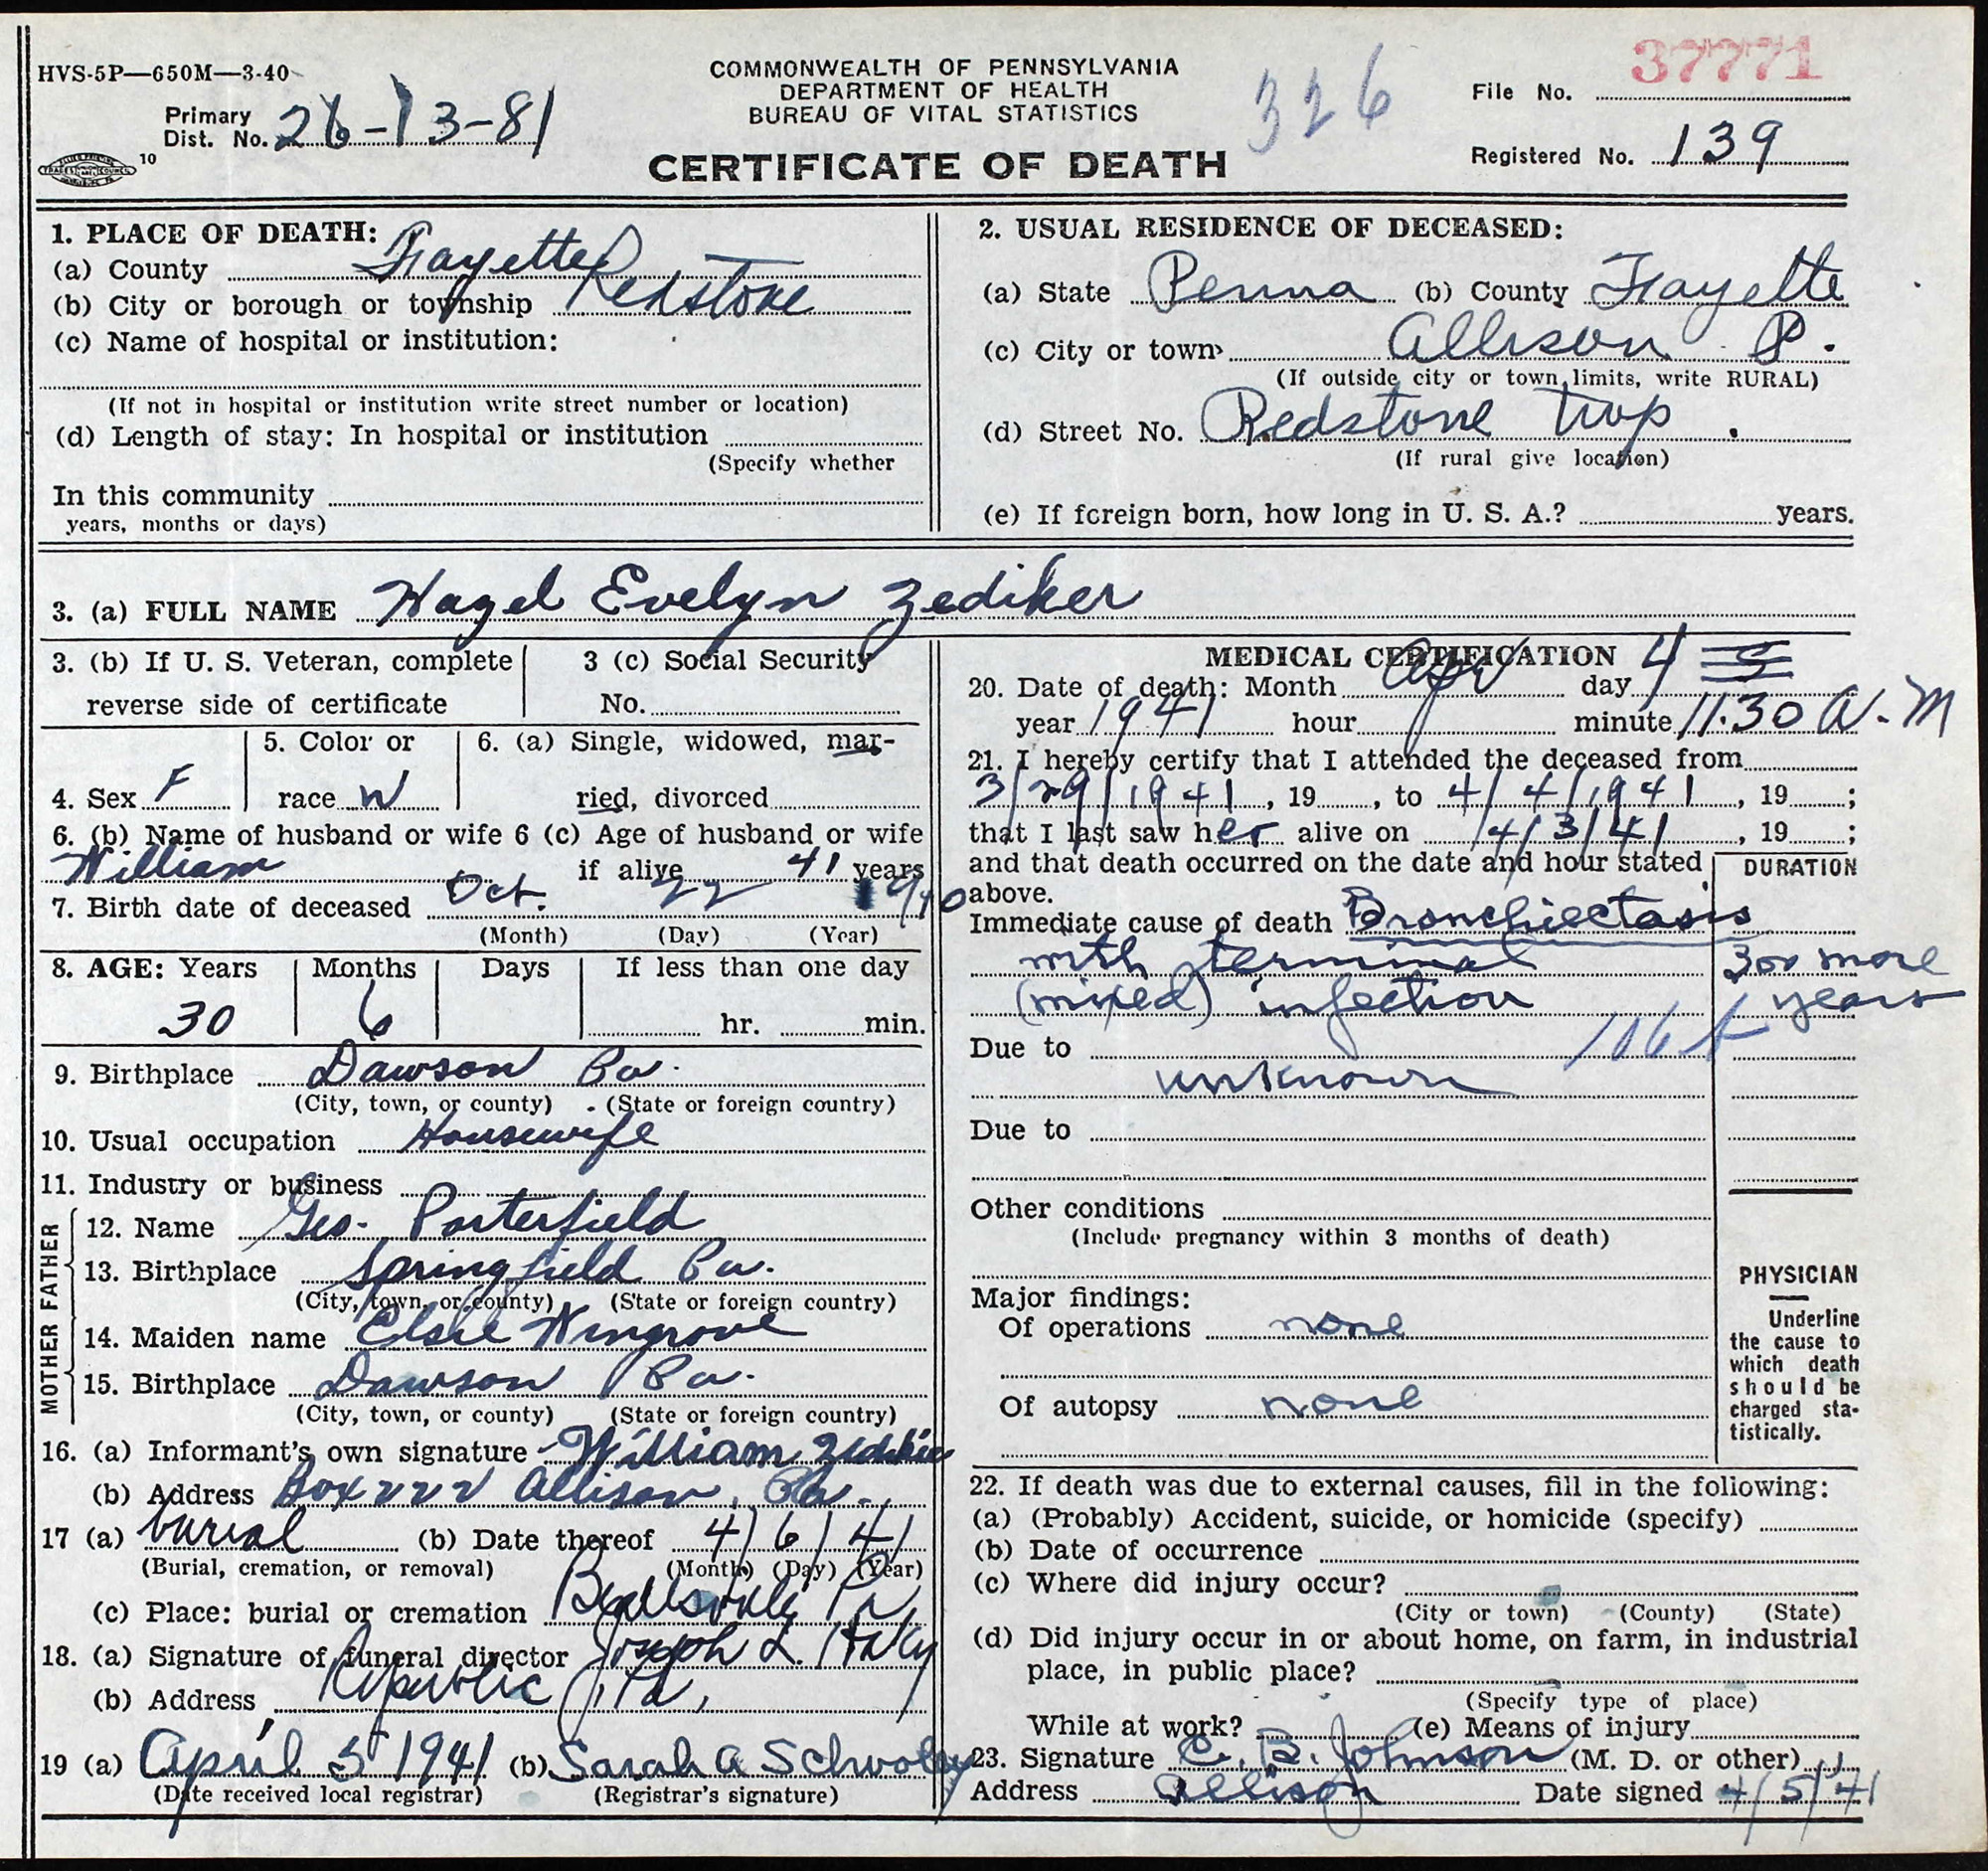 HVS-5P—650M—3-40
COMMONWEALTH OF PENNSYLVANIA
DEPARTMENT OF HEALTH
BUREAU OF VITAL STATISTICS
CERTIFICATE OF DEATH
326
37771
File No.
Primary
Dist. No. 26-13-81
10
Registered No. 139
1. PLACE OF DEATH:
(a) County Fayette
(b) City or borough or township Redstone
(c) Name of hospital or institution:
(If not in hospital or institution write street number or location)
(d) Length of stay: In hospital or institution
(Specify whether
In this community
years, months or days)
2. USUAL RESIDENCE OF DECEASED:
(a) State Penna (b) County Fayette
(c) City or town Allison P.
(If outside city or town limits, write RURAL)
(d) Street No. Redstone twp
(If rural give location)
(e) If foreign born, how long in U. S. A.? years.
3. (a) FULL NAME Hazel Evelyn Zediker
3. (b) If U. S. Veteran, complete
reverse side of certificate
3 (c) Social Security
No.
4. Sex F
5. Color or
race W
6. (a) Single, widowed, mar-
ried, divorced
6. (b) Name of husband or wife 6 (c) Age of husband or wife
William if alive 41 years
7. Birth date of deceased Oct. 22 1910
(Month) (Day) (Year)
8. AGE: Years Months Days If less than one day
30 6 hr. min.
9. Birthplace Dawson Pa.
(City, town, or county) (State or foreign country)
10. Usual occupation Housewife
11. Industry or business
FATHER
12. Name Geo. Porterfield
13. Birthplace Springfield Pa.
(City, town, or county) (State or foreign country)
MOTHER
14. Maiden name Elsie Wingrove
15. Birthplace Dawson Pa.
(City, town, or county) (State or foreign country)
16. (a) Informant's own signature William Zediker
(b) Address Box 222 Allison, Pa.
17 (a) burial (b) Date thereof 4/6/41
(Burial, cremation, or removal) (Month) (Day) (Year)
(c) Place: burial or cremation Beallsville Pa
18. (a) Signature of funeral director Joseph L.
(b) Address Republic, Pa.
19 (a) April 5 1941 (b) Sarah A Schwoley
(Date received local registrar) (Registrar's signature)
MEDICAL CERTIFICATION
20. Date of death: Month Apr day 4 5
year 1941 hour minute 11.30 A.M
21. I hereby certify that I attended the deceased from
3/29/1941, 19 , to 4/4/1941, 19 ;
that I last saw her alive on 4/3/41, 19 ;
and that death occurred on the date and hour stated
above.
DURATION
Immediate cause of death Bronchiectasis
with terminal
(mixed) infection
3 or more
years
Due to 106
unknown
Due to
Other conditions
(Include pregnancy within 3 months of death)
Major findings:
Of operations none
Of autopsy none
PHYSICIAN
Underline
the cause to
which death
should be
charged sta-
tistically.
22. If death was due to external causes, fill in the following:
(a) (Probably) Accident, suicide, or homicide (specify)
(b) Date of occurrence
(c) Where did injury occur?
(City or town) (County) (State)
(d) Did injury occur in or about home, on farm, in industrial
place, in public place?
(Specify type of place)
While at work? (e) Means of injury
23. Signature C. B. Johnson (M. D. or other)
Address Allison Date signed 4/5/41